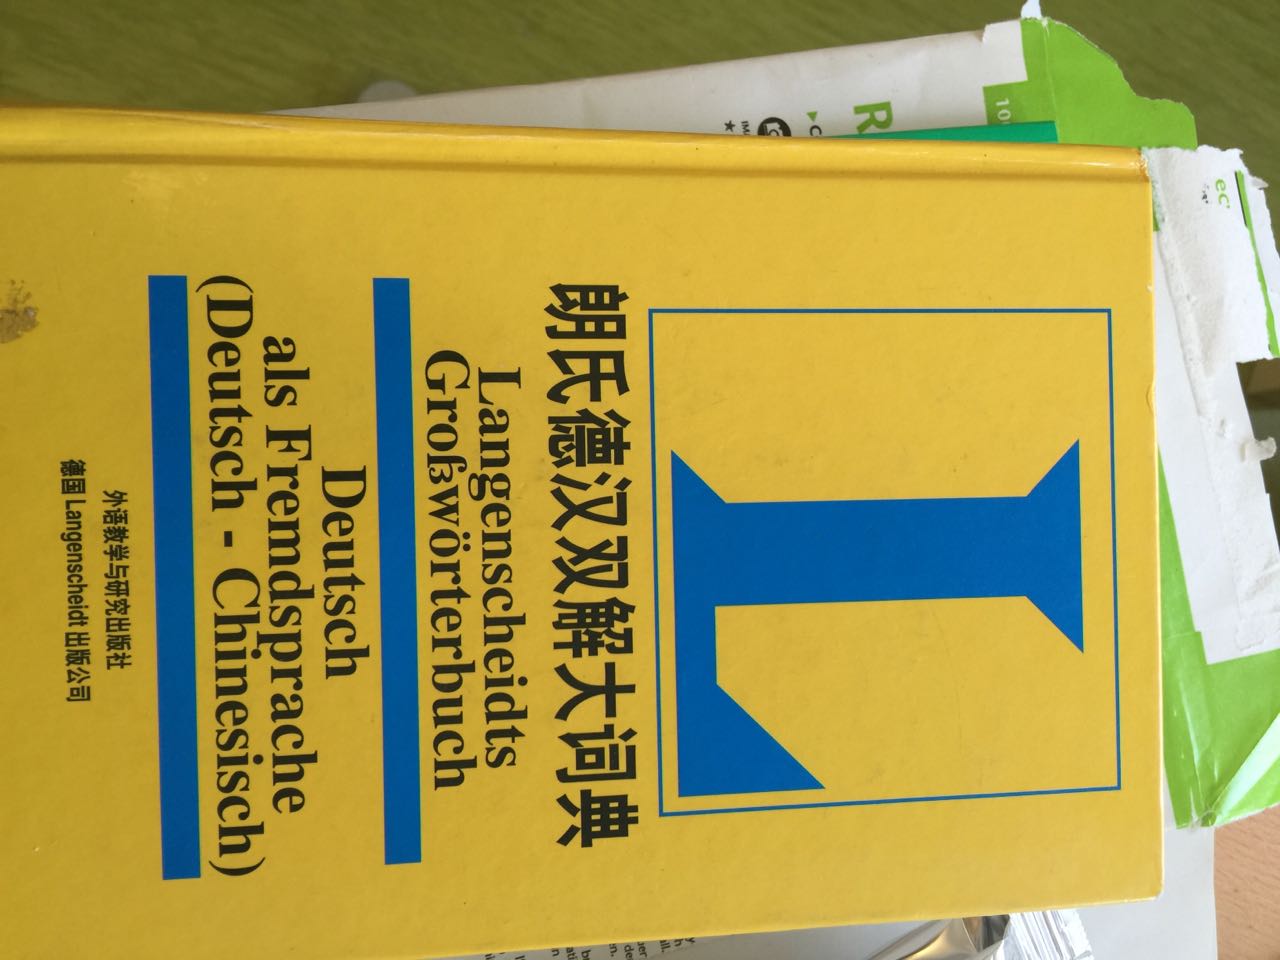 L
朗氏德汉双解大词典
Langenscheidts
Großwörterbuch
Deutsch
als Fremdsprache
(Deutsch - Chinesisch)
外语教学与研究出版社
德国 Langenscheidt 出版公司
R
10